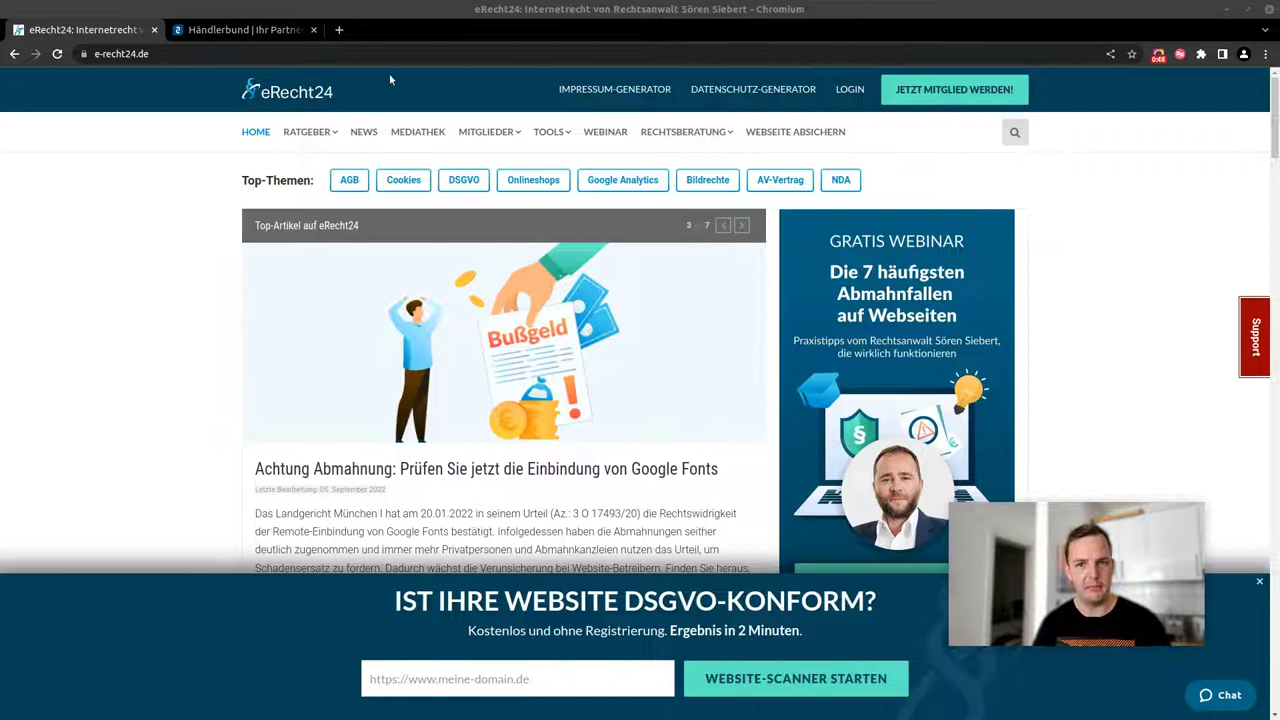 eRecht24: Internetrecht von Rechtsanwalt Sören Siebert - Chromium
eRecht24: Internetrecht v
Händlerbund | Ihr Partne
e-recht24.de
0:48
eRecht24
IMPRESSUM-GENERATOR
DATENSCHUTZ-GENERATOR
LOGIN
JETZT MITGLIED WERDEN!
HOME
RATGEBER
NEWS
MEDIATHEK
MITGLIEDER
TOOLS
WEBINAR
RECHTSBERATUNG
WEBSEITE ABSICHERN
Top-Themen:
AGB
Cookies
DSGVO
Onlineshops
Google Analytics
Bildrechte
AV-Vertrag
NDA
Top-Artikel auf eRecht24
3 7
Bußgeld
Achtung Abmahnung: Prüfen Sie jetzt die Einbindung von Google Fonts
Letzte Bearbeitung: 05. September 2022
Das Landgericht München I hat am 20.01.2022 in seinem Urteil (Az.: 3 O 17493/20) die Rechtswidrigkeit
der Remote-Einbindung von Google Fonts bestätigt. Infolgedessen haben die Abmahnungen seither
deutlich zugenommen und immer mehr Privatpersonen und Abmahnkanzleien nutzen das Urteil, um
Schadensersatz zu fordern. Dadurch wächst die Verunsicherung bei Website-Betreibern. Finden Sie heraus,
GRATIS WEBINAR
Die 7 häufigsten
Abmahnfallen
auf Webseiten
Praxistipps vom Rechtsanwalt Sören Siebert,
die wirklich funktionieren
§
Support
IST IHRE WEBSITE DSGVO-KONFORM?
Kostenlos und ohne Registrierung. Ergebnis in 2 Minuten.
https://www.meine-domain.de
WEBSITE-SCANNER STARTEN
Chat